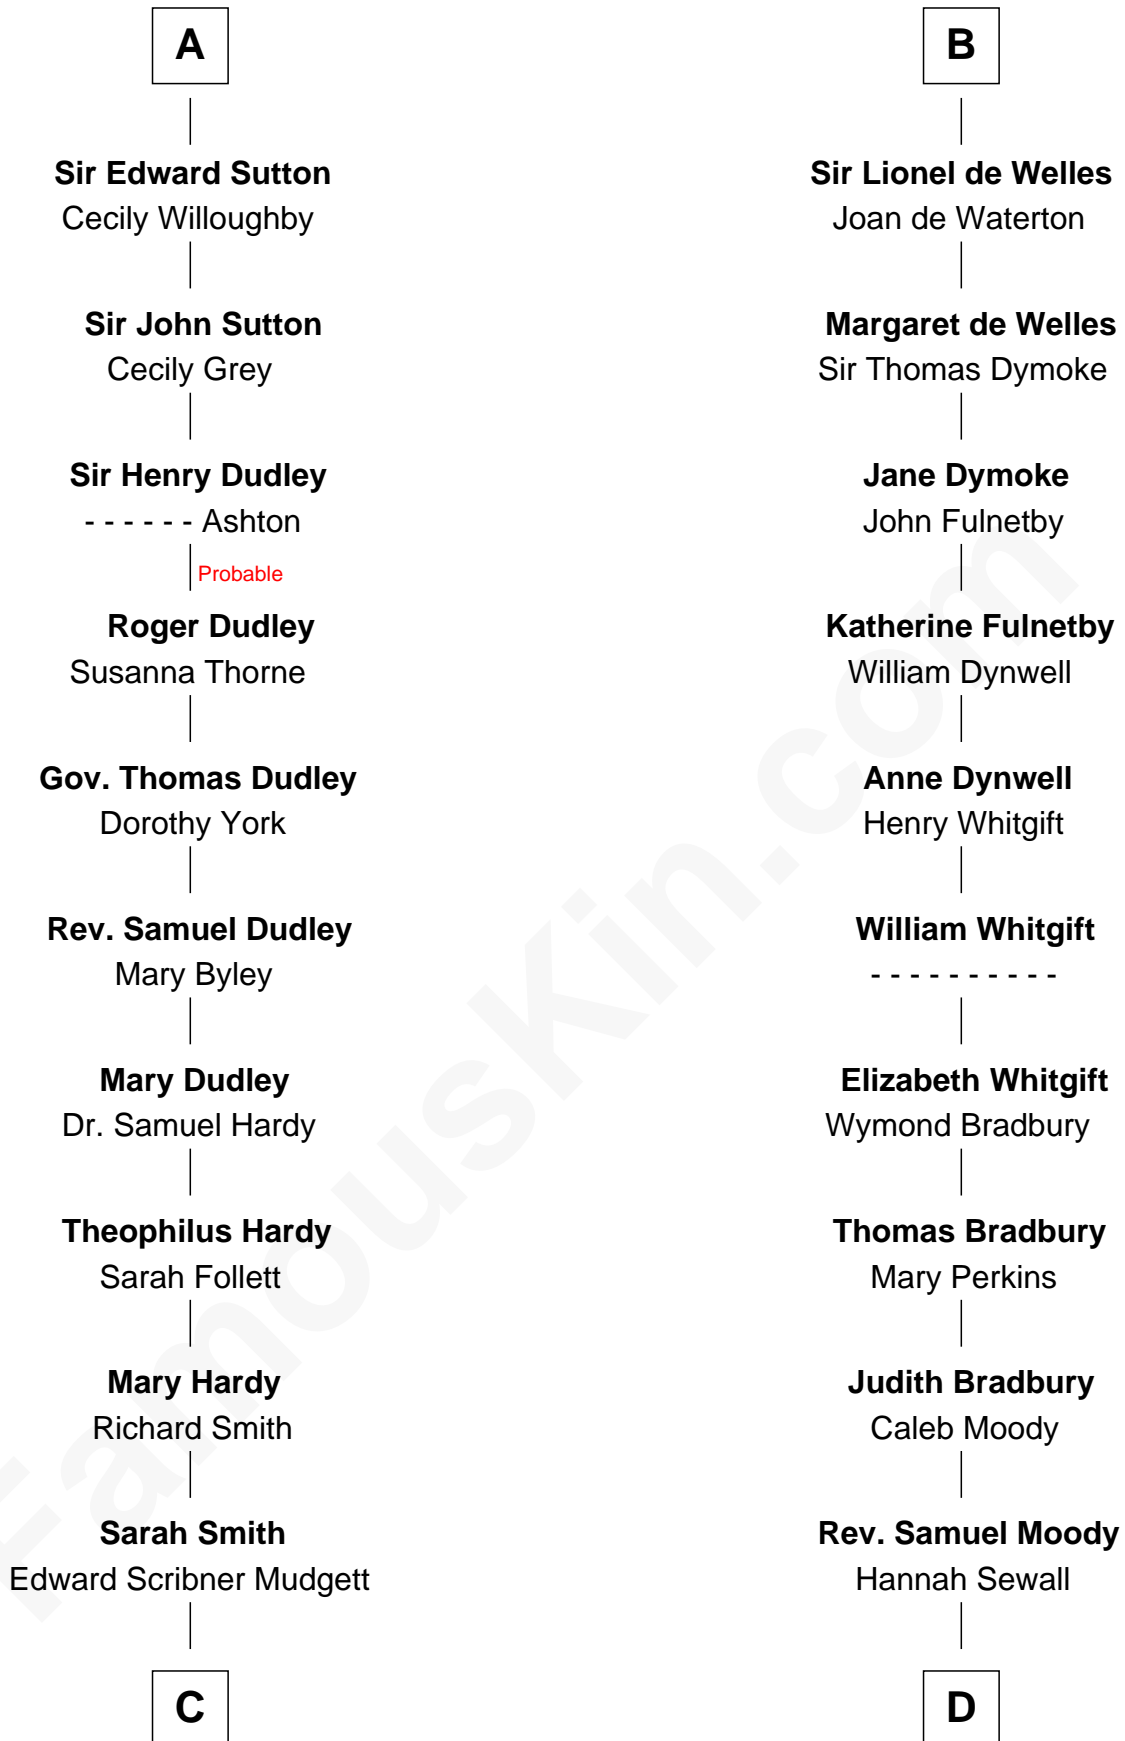 A
Sir Edward Sutton
Cecily Willoughby
Sir John Sutton
Cecily Grey
Sir Henry Dudley
- - - - - - Ashton
Probable
Roger Dudley
Susanna Thorne
Gov. Thomas Dudley
Dorothy York
Rev. Samuel Dudley
Mary Byley
Mary Dudley
Dr. Samuel Hardy
Theophilus Hardy
Sarah Follett
Mary Hardy
Richard Smith
Sarah Smith
Edward Scribner Mudgett
C
B
Sir Lionel de Welles
Joan de Waterton
Margaret de Welles
Sir Thomas Dymoke
Jane Dymoke
John Fulnetby
Katherine Fulnetby
William Dynwell
Anne Dynwell
Henry Whitgift
William Whitgift
- - - - - - - - - -
Elizabeth Whitgift
Wymond Bradbury
Thomas Bradbury
Mary Perkins
Judith Bradbury
Caleb Moody
Rev. Samuel Moody
Hannah Sewall
D
FamousKin.com